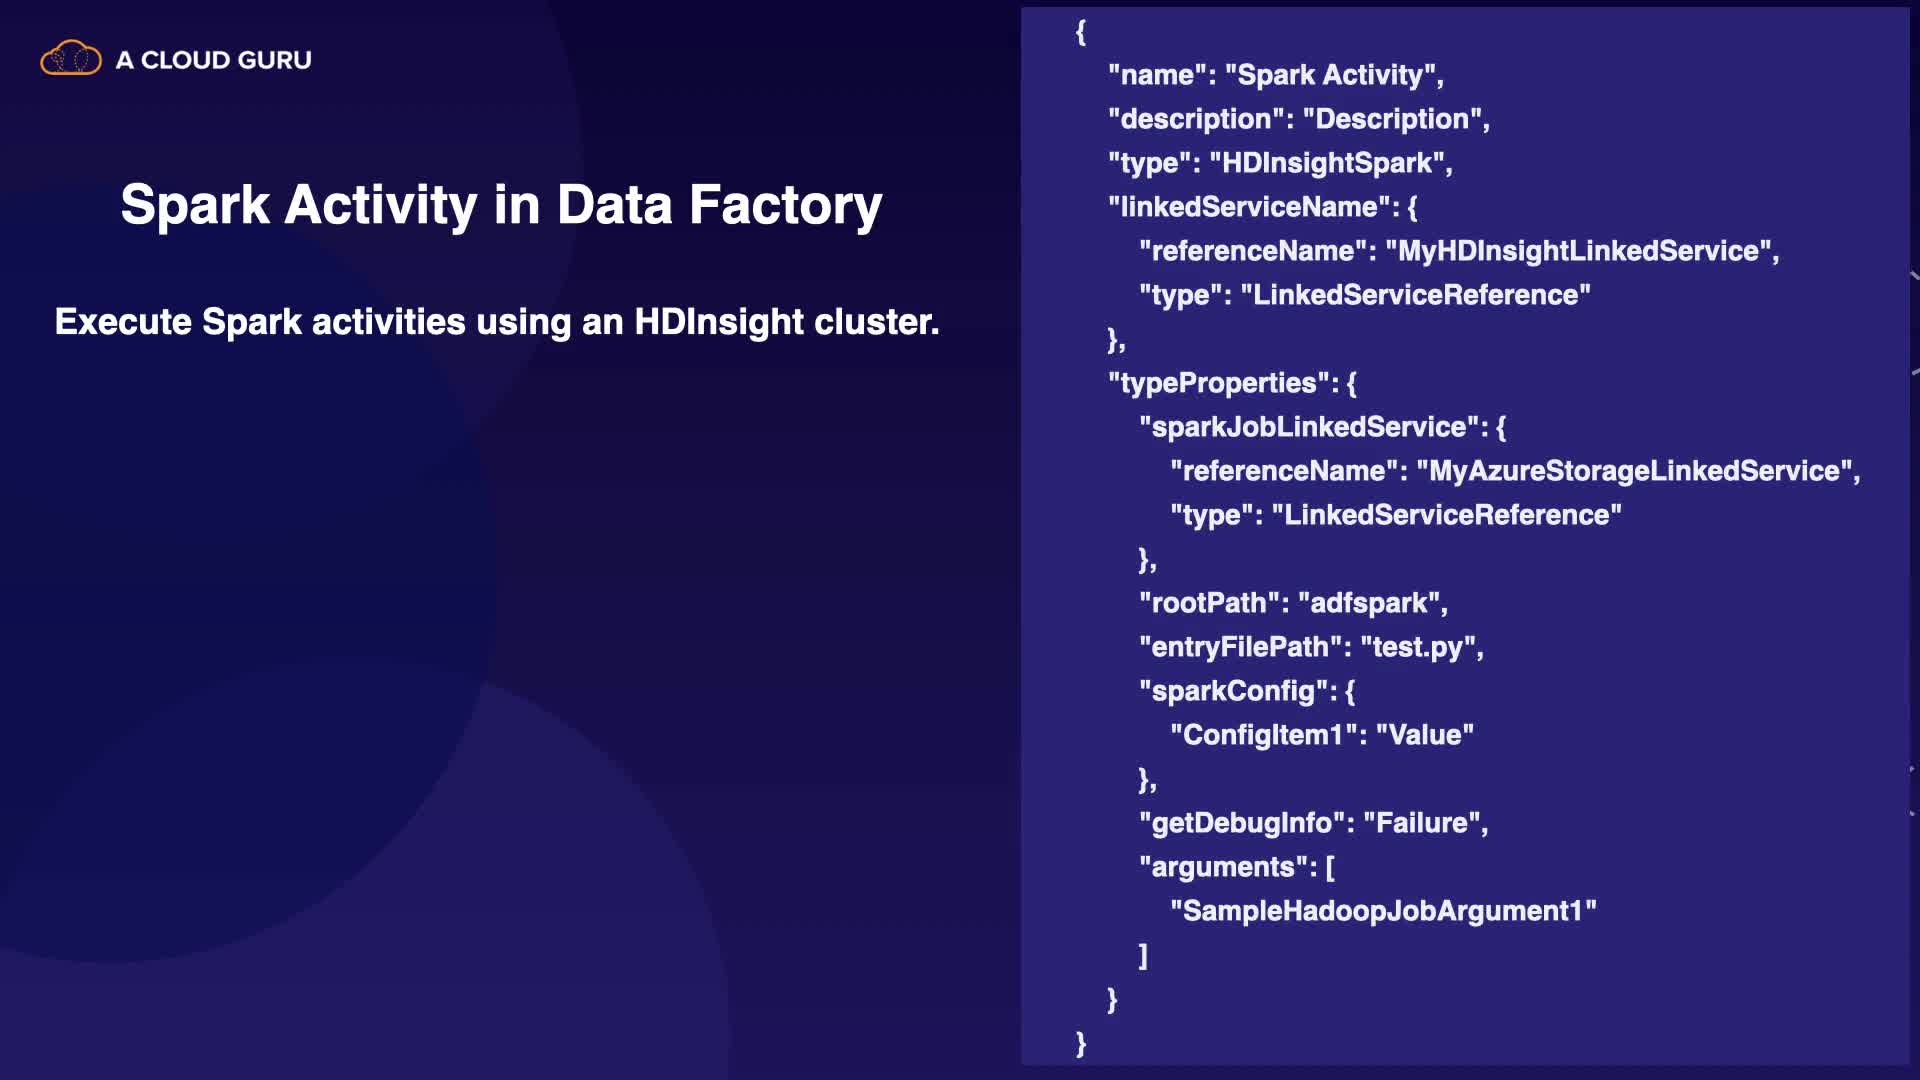 A CLOUD GURU
Spark Activity in Data Factory
Execute Spark activities using an HDInsight cluster.
{
"name": "Spark Activity",
"description": "Description",
"type": "HDInsightSpark",
"linkedServiceName": {
"referenceName": "MyHDInsightLinkedService",
"type": "LinkedServiceReference"
},
"typeProperties": {
"sparkJobLinkedService": {
"referenceName": "MyAzureStorageLinkedService",
"type": "LinkedServiceReference"
},
"rootPath": "adfspark",
"entryFilePath": "test.py",
"sparkConfig": {
"ConfigItem1": "Value"
},
"getDebugInfo": "Failure",
"arguments": [
"SampleHadoopJobArgument1"
]
}
}